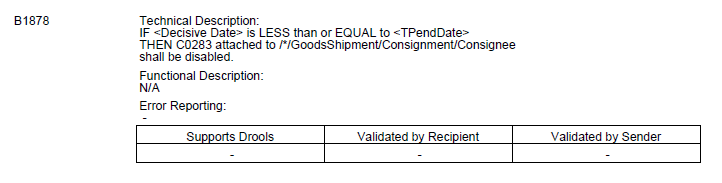 B1878 Technical Description:
IF <Decisive Date> is LESS than or EQUAL to <TPendDate>
THEN C0283 attached to /*/GoodsShipment/Consignment/Consignee
shall be disabled.
Functional Description:
N/A
Error Reporting:
-
Supports Drools Validated by Recipient Validated by Sender
- - -